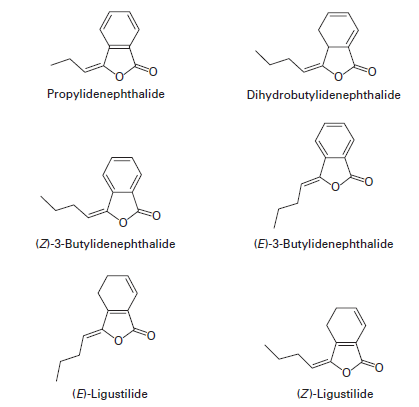 O
O
Propylidenephthalide
O
O
Dihydrobutylidenephthalide
O
O
(Z)-3-Butylidenephthalide
O
O
(E)-3-Butylidenephthalide
O
O
(E)-Ligustilide
O
O
(Z)-Ligustilide